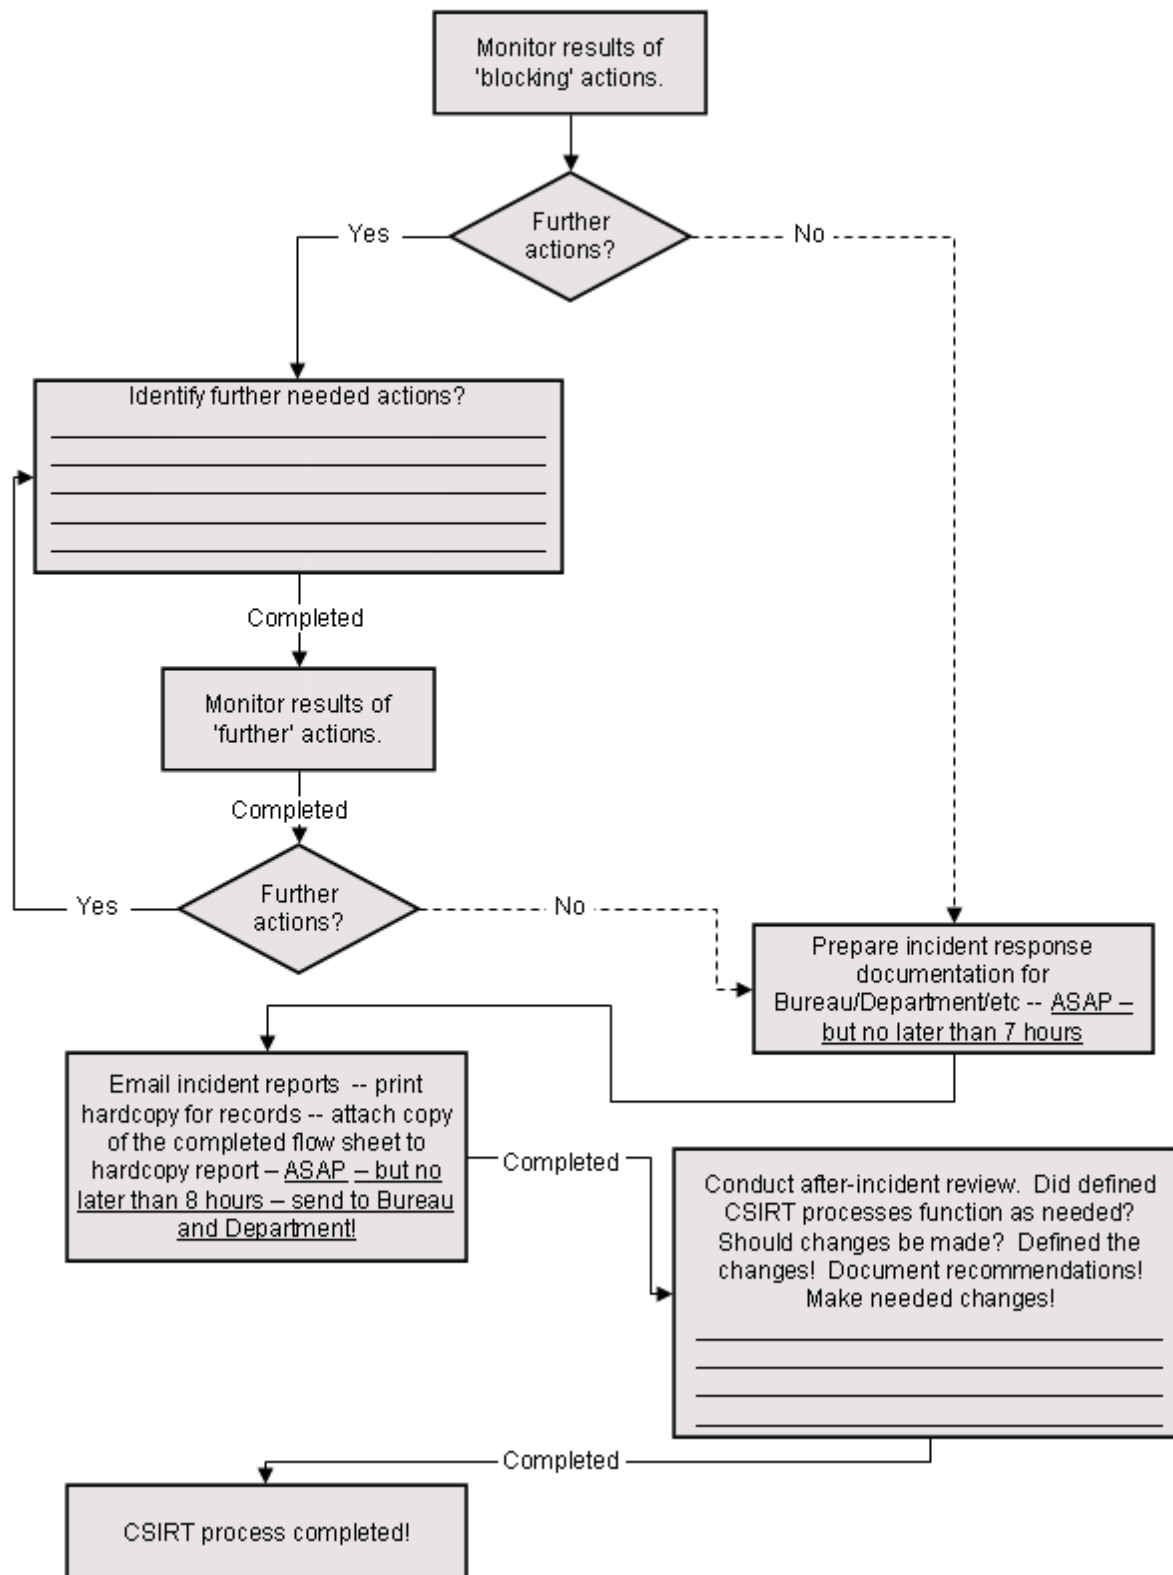 Monitor results of
'blocking' actions.
Further
actions?
Yes
No
Identify further needed actions?
Completed
Monitor results of
'further' actions.
Completed
Further
actions?
Yes
No
Prepare incident response
documentation for
Bureau/Department/etc -- ASAP –
but no later than 7 hours
Email incident reports -- print
hardcopy for records -- attach copy
of the completed flow sheet to
hardcopy report – ASAP – but no
later than 8 hours – send to Bureau
and Department!
Completed
Conduct after-incident review. Did defined
CSIRT processes function as needed?
Should changes be made? Defined the
changes! Document recommendations!
Make needed changes!
Completed
CSIRT process completed!